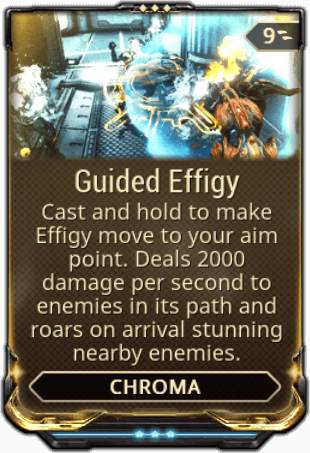 9
Guided Effigy
Cast and hold to make
Effigy move to your aim
point. Deals 2000
damage per second to
enemies in its path and
roars on arrival stunning
nearby enemies.
CHROMA